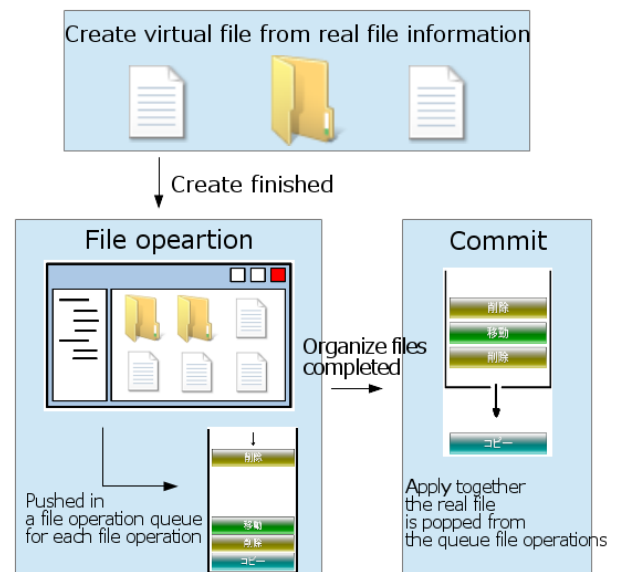 Create virtual file from real file information
Create finished
File opeartion
削除
Pushed in
a file operation queue
for each file operation
移動
削除
コピー
Organize files
completed
Commit
削除
移動
削除
コピー
Apply together
the real file
is popped from
the queue file operations